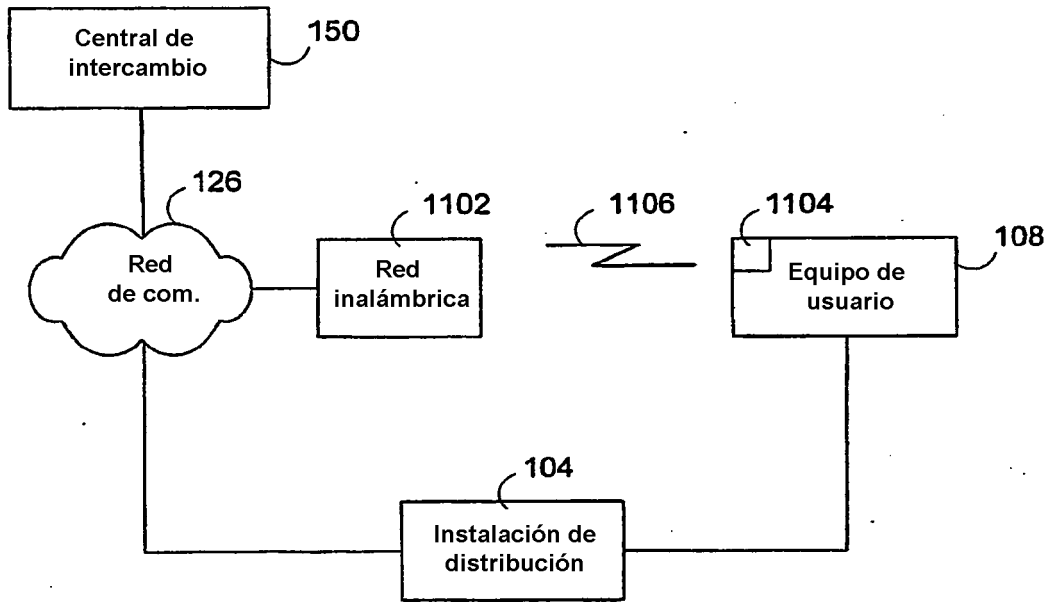 Central de
intercambio
150
126
1102
1106
1104
108
Red
de com.
Red
inalámbrica
Equipo de
usuario
104
Instalación de
distribución